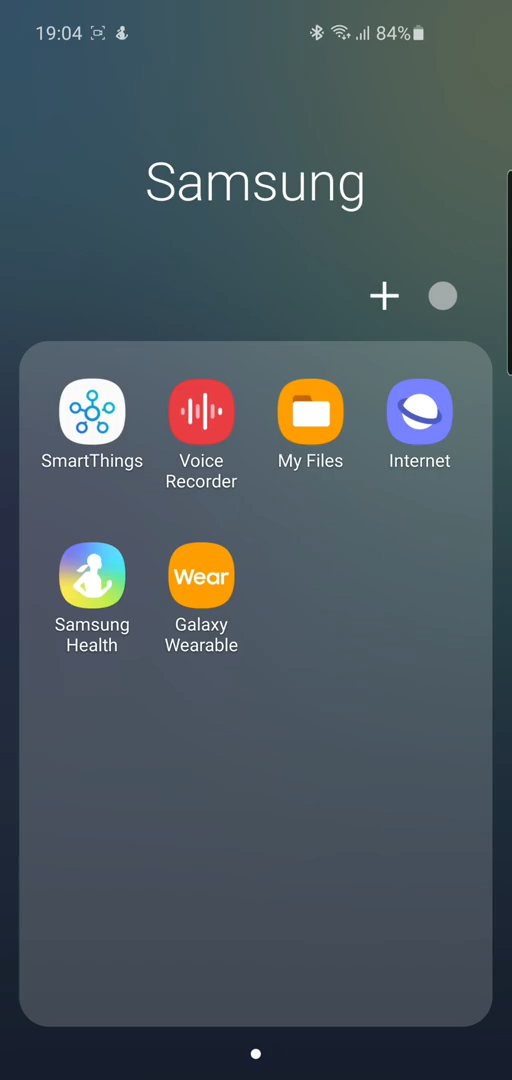 19:04 84%
Samsung
SmartThings
Voice
Recorder
My Files
Internet
Samsung
Health
Wear
Galaxy
Wearable